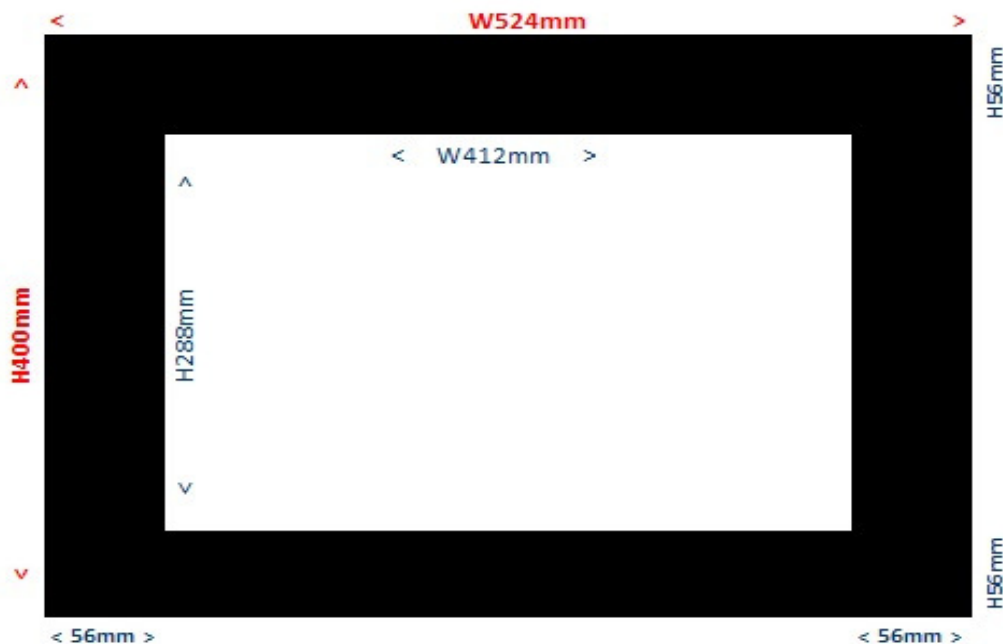 < W524mm >
^
H56mm
< W412mm >
^
H400mm
H288mm
v
v
H56mm
< 56mm >
< 56mm >